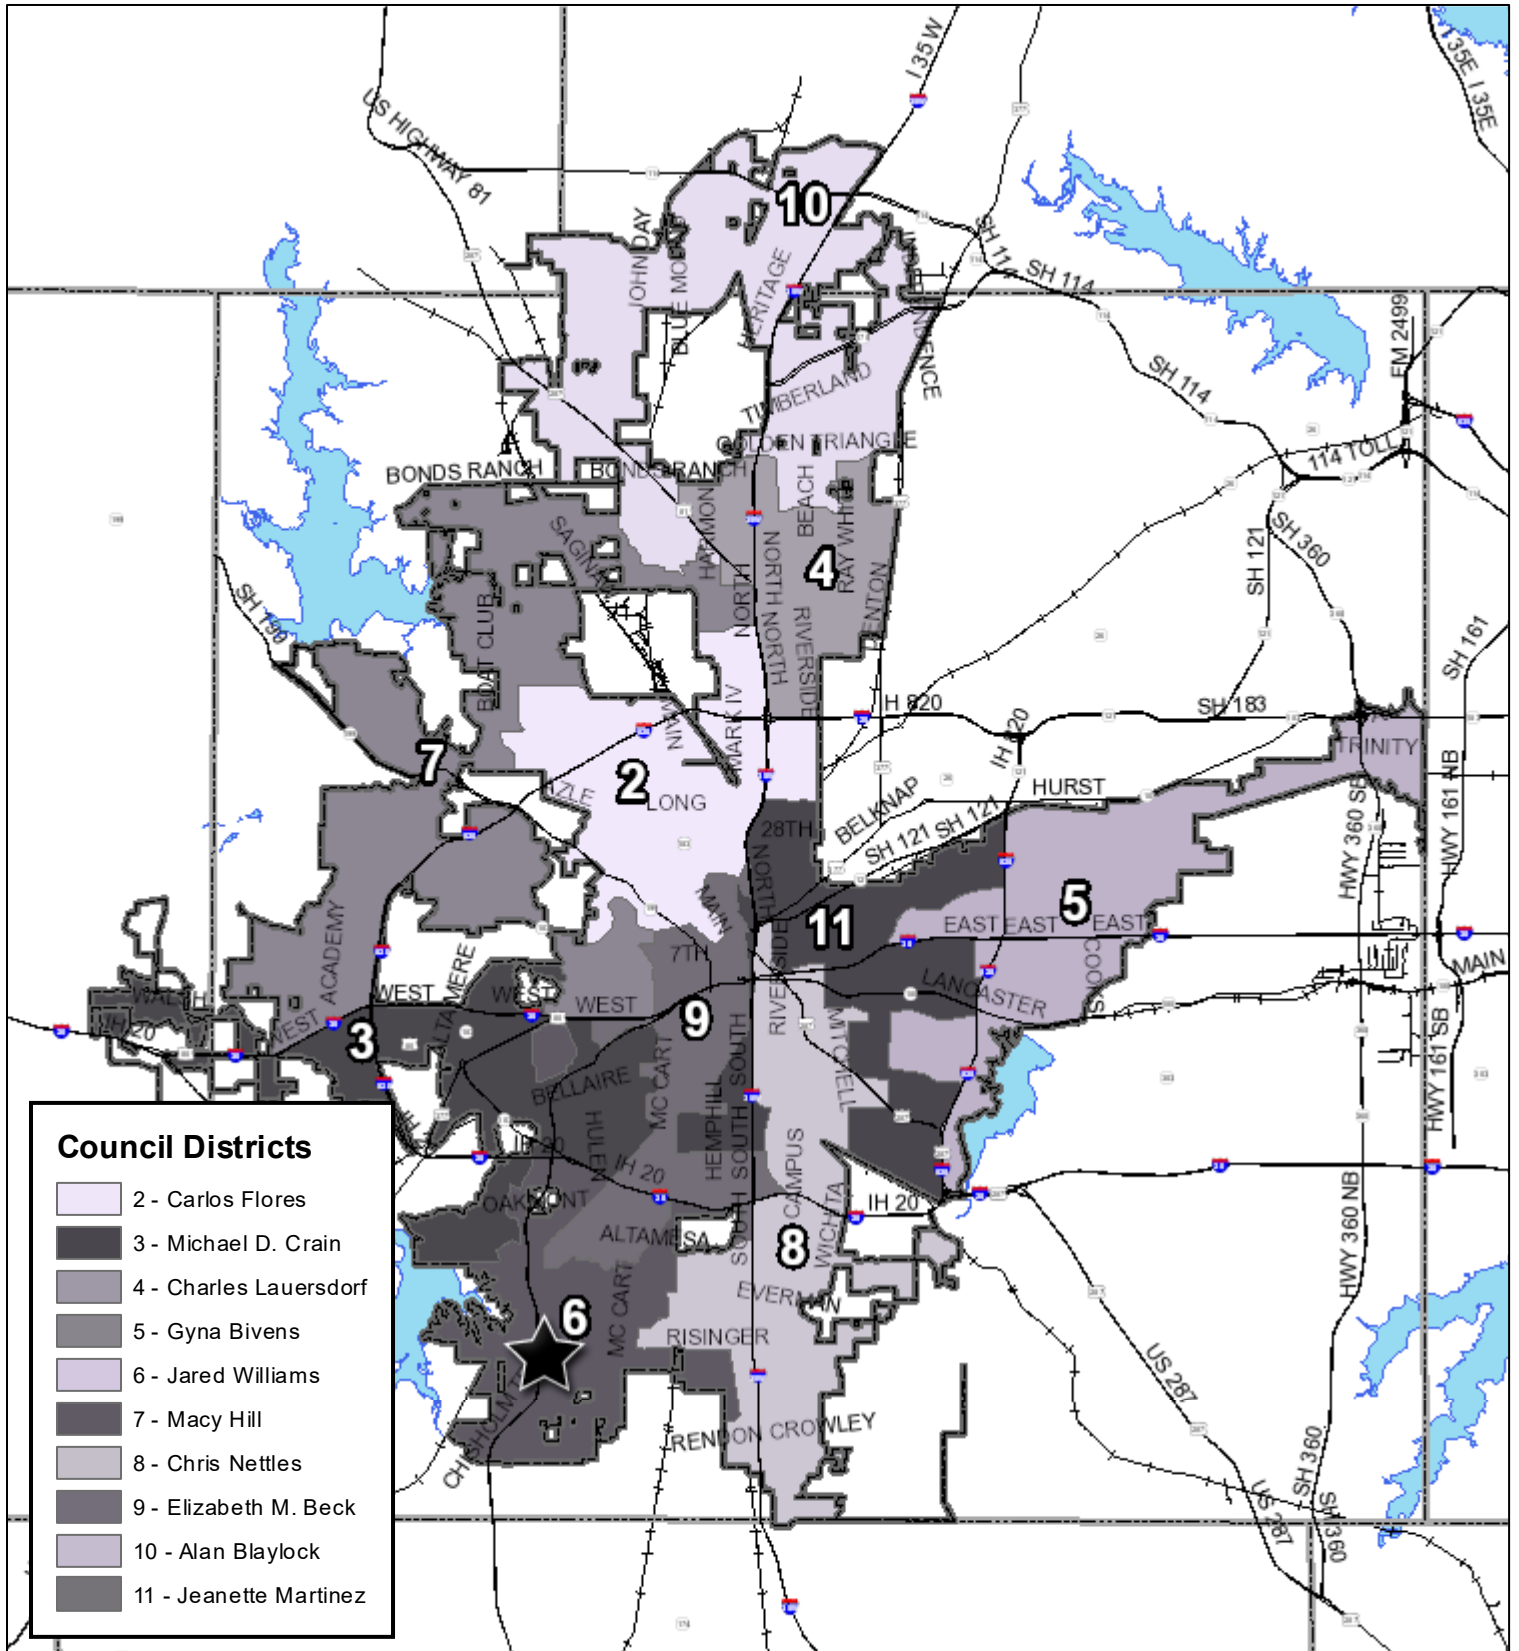 I 35W
I 35E
I 35E
US HIGHWAY 81
10
JOHN DAY
BLUE MOUND
HERITAGE
SH 114
SH 114
FM 2499
SH 114
TIMBERLAND
GOLDEN TRIANGLE
BONDS RANCH
BONDS RANCH
114 TOLL
HARMON
BEACH
RAY WHITE
SAGINAW
4
SH 121
SH 360
NORTH
NORTH
NORTH
DENTON
RIVERSIDE
SH 199
BOAT CLUB
SH 161
IH 820
SH 183
MARK IV
MAIN
IH 820
TRINITY
7
2
AZLE
LONG
HURST
BELKNAP
SH 121
SH 121
28TH
HWY 360 SB
HWY 161 NB
NORTH
MAIN
5
11
EAST
EAST
EAST
ACADEMY
7TH
RIVERSIDE
COOKS
ALTAMERE
WEST
WEST
WEST
WALSH
LANCASTER
MAIN
IH 20
WEST
9
3
MITCHELL
HWY 161 SB
SOUTH
SOUTH
MC CART
BELLAIRE
HULEN
HEMPHILL
IH 20
IH 20
SOUTH
SOUTH
CAMPUS
OAKMONT
WICHITA
IH 20
HWY 360 NB
ALTAMESA
8
MC CART
EVERMAN
6
RISINGER
US 287
RENDON CROWLEY
SH 360
US 287
SH 360
Council Districts
2 - Carlos Flores
3 - Michael D. Crain
4 - Charles Lauersdorf
5 - Gyna Bivens
6 - Jared Williams
7 - Macy Hill
8 - Chris Nettles
9 - Elizabeth M. Beck
10 - Alan Blaylock
11 - Jeanette Martinez